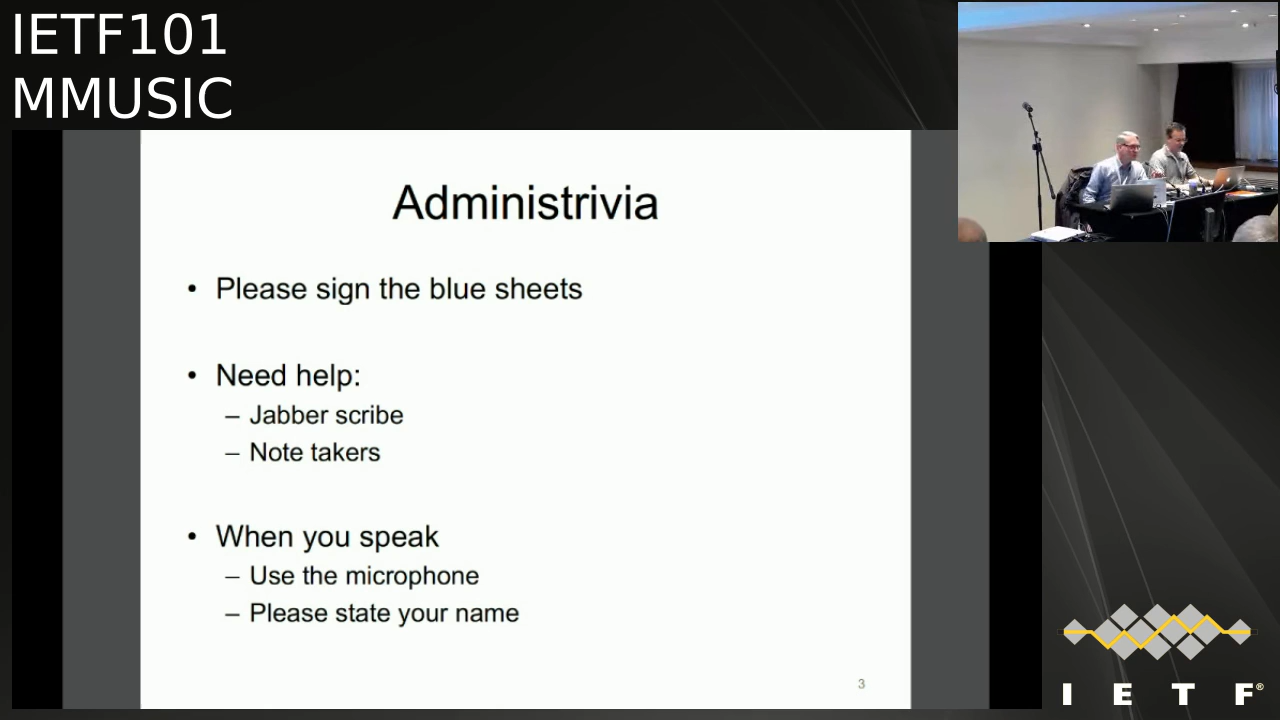 IETF101
MMUSIC
Administrivia
• Please sign the blue sheets
• Need help:
– Jabber scribe
– Note takers
• When you speak
– Use the microphone
– Please state your name
3
I E T F®